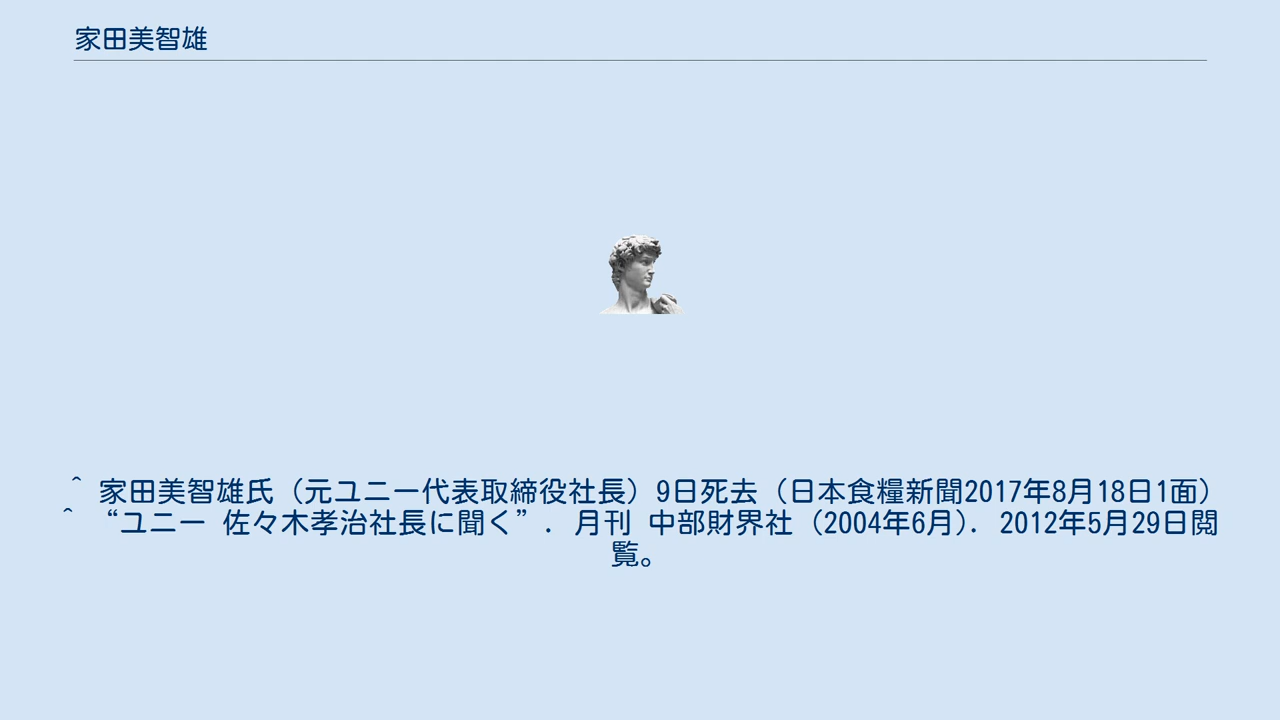 家田美智雄
^ 家田美智雄氏（元ユニー代表取締役社長）9日死去（日本食糧新聞2017年8月18日1面）
^ “ユニー 佐々木孝治社長に聞く”. 月刊 中部財界社 (2004年6月). 2012年5月29日閲
覧。